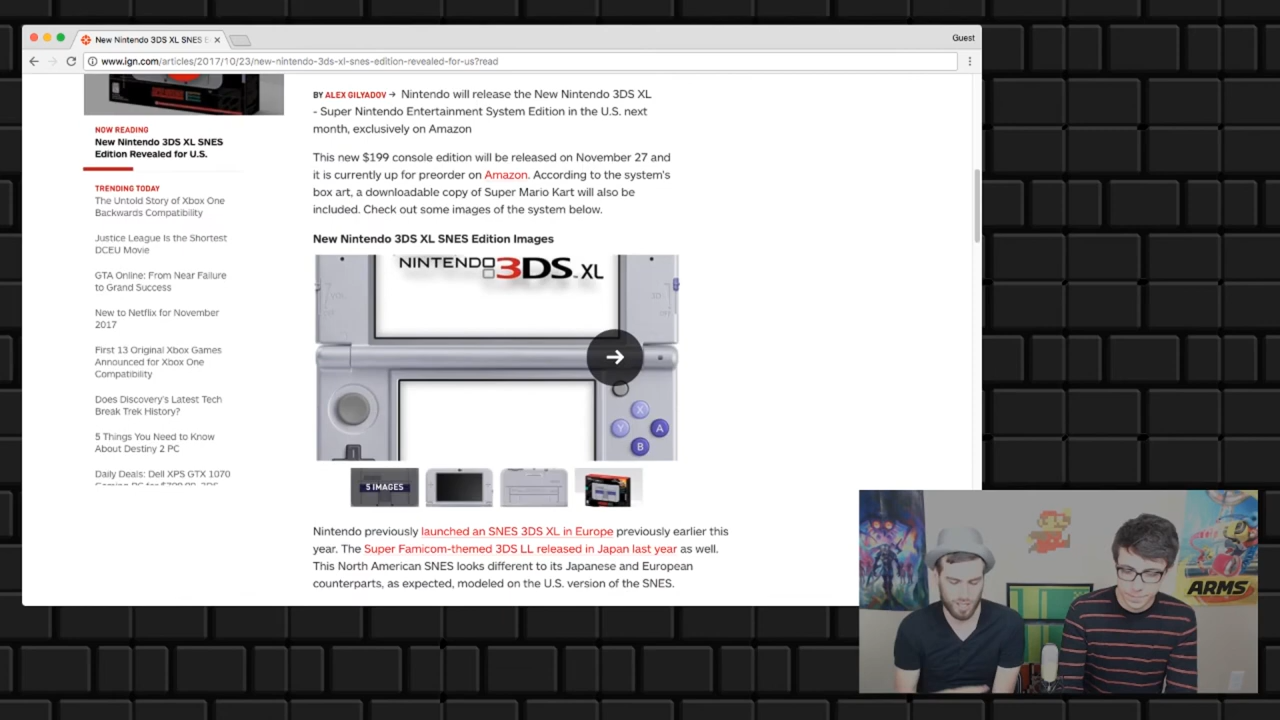 New Nintendo 3DS XL SNES E
Guest
www.ign.com/articles/2017/10/23/new-nintendo-3ds-xl-snes-edition-revealed-for-us?read
NOW READING
New Nintendo 3DS XL SNES
Edition Revealed for U.S.
TRENDING TODAY
The Untold Story of Xbox One
Backwards Compatibility
Justice League Is the Shortest
DCEU Movie
GTA Online: From Near Failure
to Grand Success
New to Netflix for November
2017
First 13 Original Xbox Games
Announced for Xbox One
Compatibility
Does Discovery's Latest Tech
Break Trek History?
5 Things You Need to Know
About Destiny 2 PC
Daily Deals: Dell XPS GTX 1070
BY ALEX GILYADOV → Nintendo will release the New Nintendo 3DS XL
- Super Nintendo Entertainment System Edition in the U.S. next
month, exclusively on Amazon
This new $199 console edition will be released on November 27 and
it is currently up for preorder on Amazon. According to the system's
box art, a downloadable copy of Super Mario Kart will also be
included. Check out some images of the system below.
New Nintendo 3DS XL SNES Edition Images
NINTENDO 3DS XL
X
Y
A
B
5 IMAGES
Nintendo previously launched an SNES 3DS XL in Europe previously earlier this
year. The Super Famicom-themed 3DS LL released in Japan last year as well.
This North American SNES looks different to its Japanese and European
counterparts, as expected, modeled on the U.S. version of the SNES.
ARMS